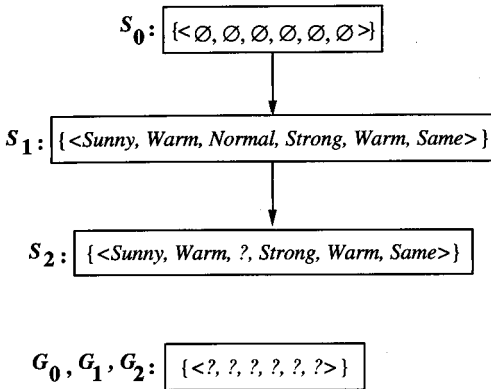 S0: {<∅, ∅, ∅, ∅, ∅, ∅>}
S1: {<Sunny, Warm, Normal, Strong, Warm, Same>}
S2: {<Sunny, Warm, ?, Strong, Warm, Same>}
G0, G1, G2: {<?, ?, ?, ?, ?, ?>}